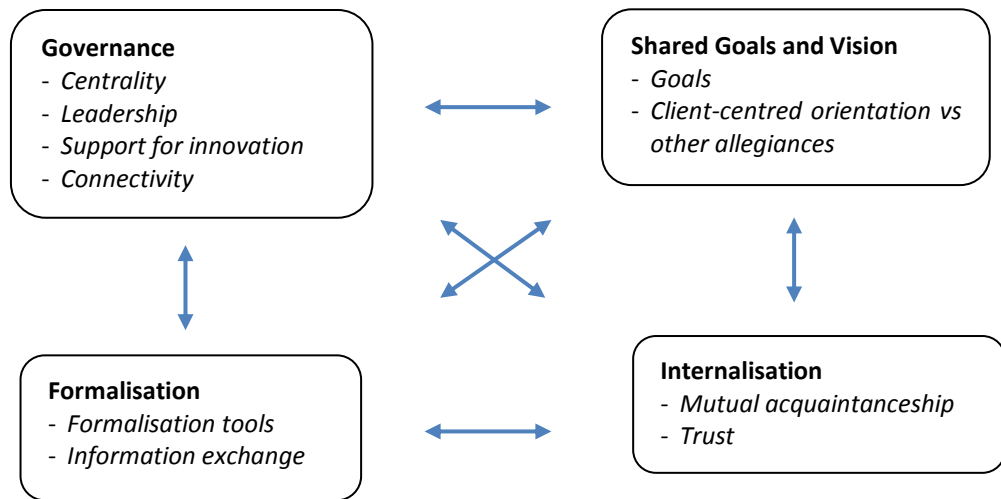 Governance
- Centrality
- Leadership
- Support for innovation
- Connectivity
Shared Goals and Vision
- Goals
- Client-centred orientation vs
other allegiances
Formalisation
- Formalisation tools
- Information exchange
Internalisation
- Mutual acquaintanceship
- Trust